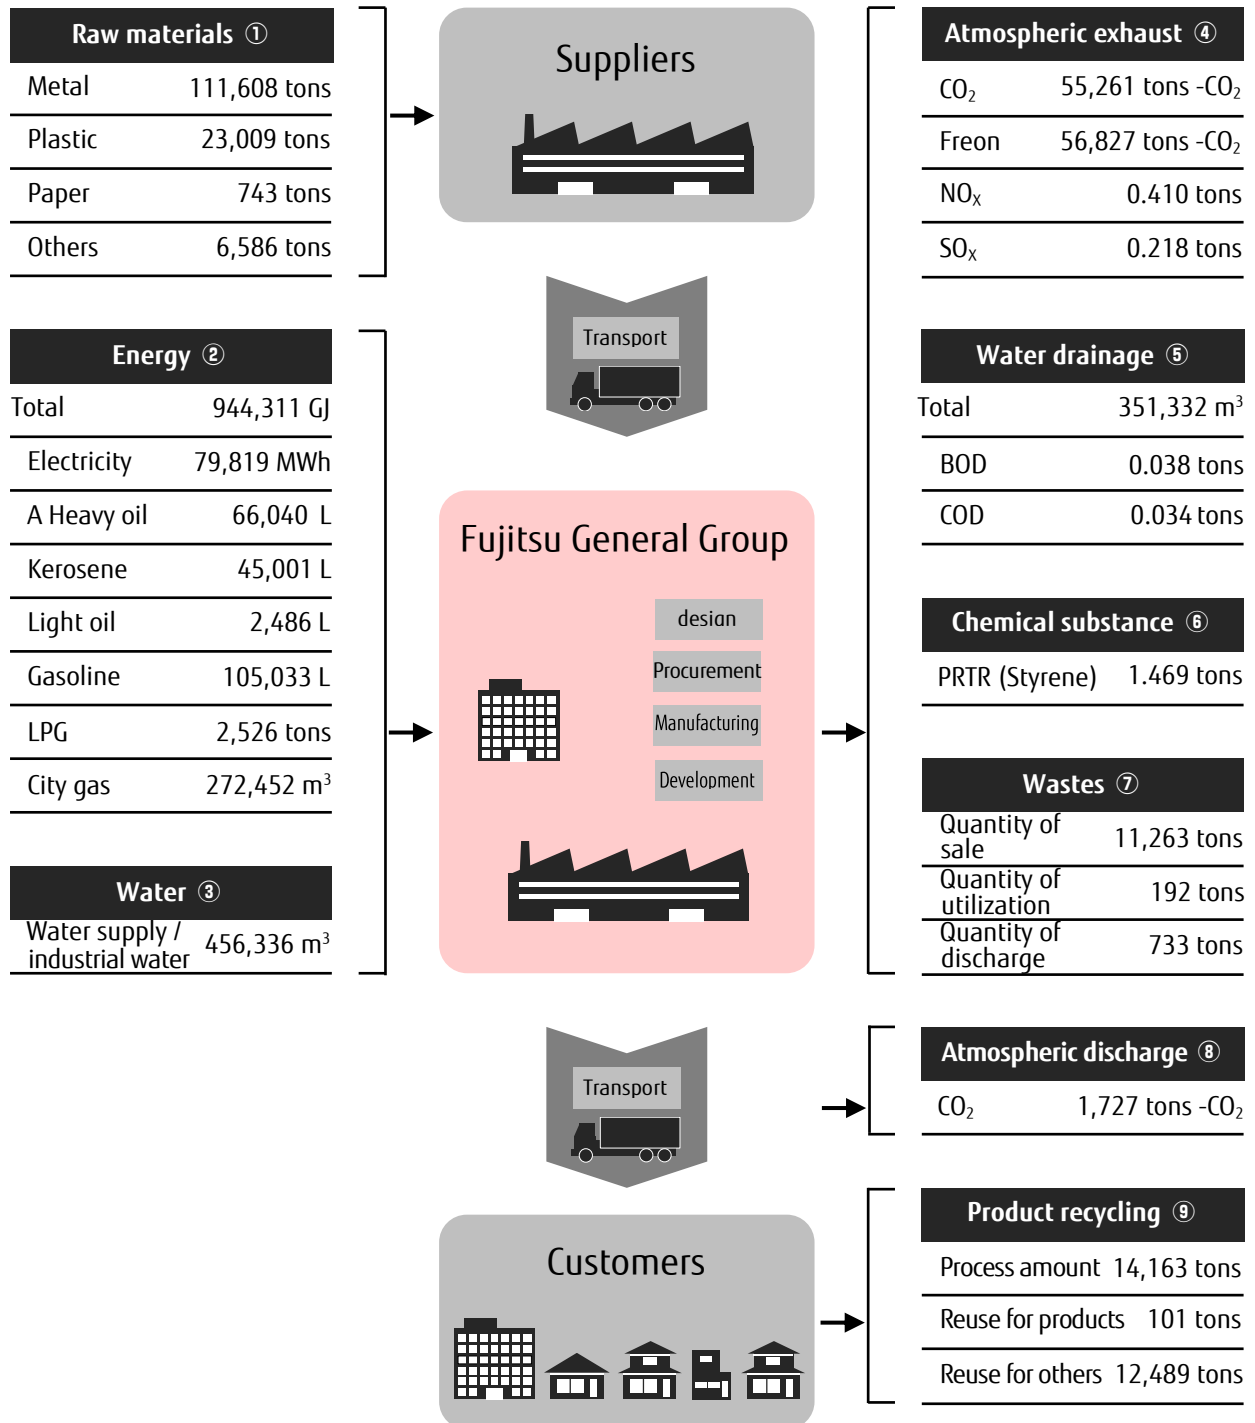 Raw materials ①
Metal 111,608 tons
Plastic 23,009 tons
Paper 743 tons
Others 6,586 tons
Energy ②
Total 944,311 GJ
Electricity 79,819 MWh
A Heavy oil 66,040 L
Kerosene 45,001 L
Light oil 2,486 L
Gasoline 105,033 L
LPG 2,526 tons
City gas 272,452 m³
Water ③
Water supply /
industrial water 456,336 m³
Suppliers
Transport
Fujitsu General Group
desian
Procurement
Manufacturing
Development
Transport
Customers
Atmospheric exhaust ④
CO₂ 55,261 tons -CO₂
Freon 56,827 tons -CO₂
NOₓ 0.410 tons
SOₓ 0.218 tons
Water drainage ⑤
Total 351,332 m³
BOD 0.038 tons
COD 0.034 tons
Chemical substance ⑥
PRTR (Styrene) 1.469 tons
Wastes ⑦
Quantity of
sale 11,263 tons
Quantity of
utilization 192 tons
Quantity of
discharge 733 tons
Atmospheric discharge ⑧
CO₂ 1,727 tons -CO₂
Product recycling ⑨
Process amount 14,163 tons
Reuse for products 101 tons
Reuse for others 12,489 tons